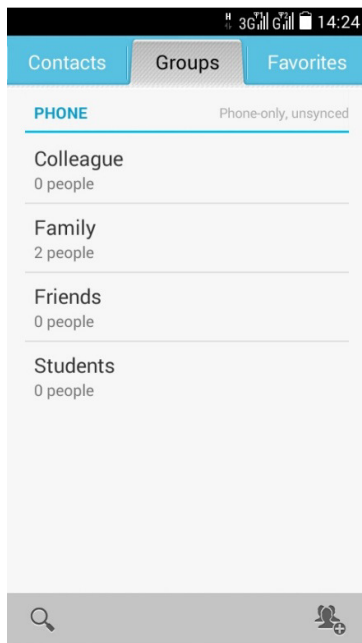 H 3G G 14:24
Contacts Groups Favorites
PHONE Phone-only, unsynced
Colleague
0 people
Family
2 people
Friends
0 people
Students
0 people